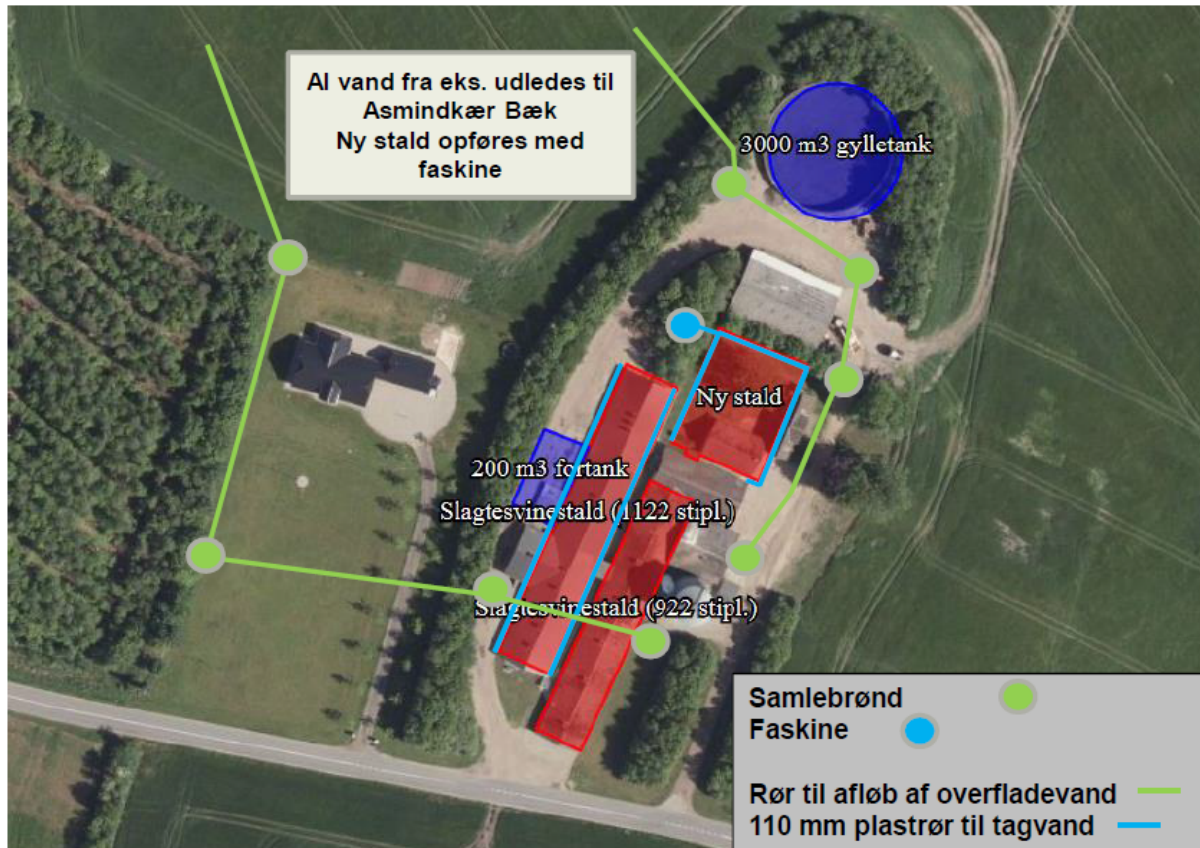 Al vand fra eks. udledes til
Asmindkær Bæk
Ny stald opføres med
faskine
3000 m3 gylletank
Ny stald
200 m3 fortank
Slagtesvinestald (1122 stipl.)
Slagtesvinestald (922 stipl.)
Samlebrønd
Faskine
Rør til afløb af overfladevand
110 mm plastrør til tagvand